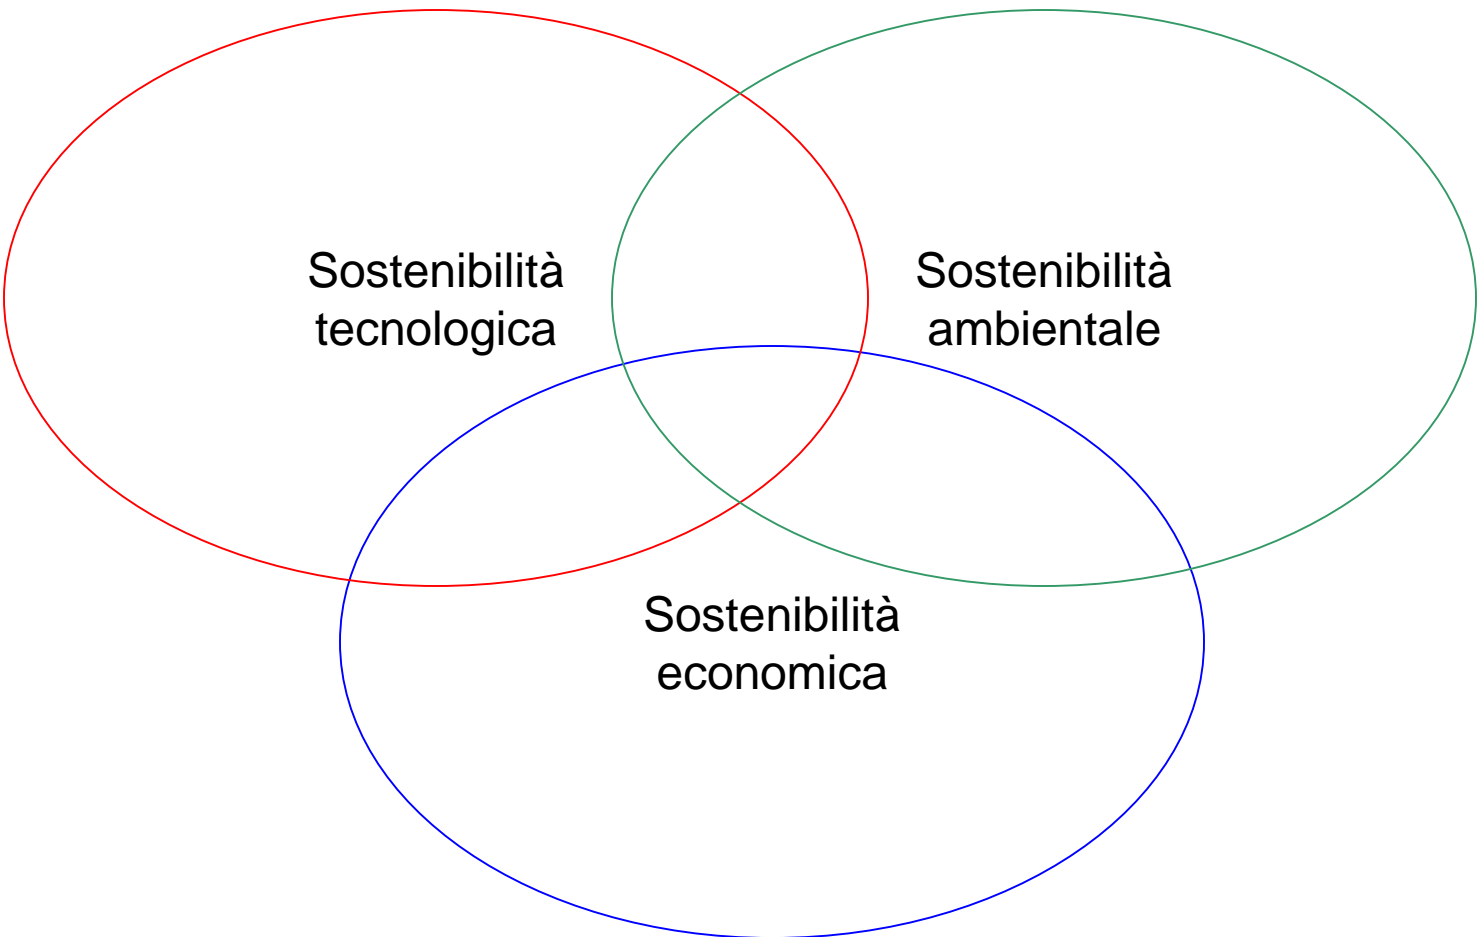 Sostenibilità
tecnologica
Sostenibilità
ambientale
Sostenibilità
economica